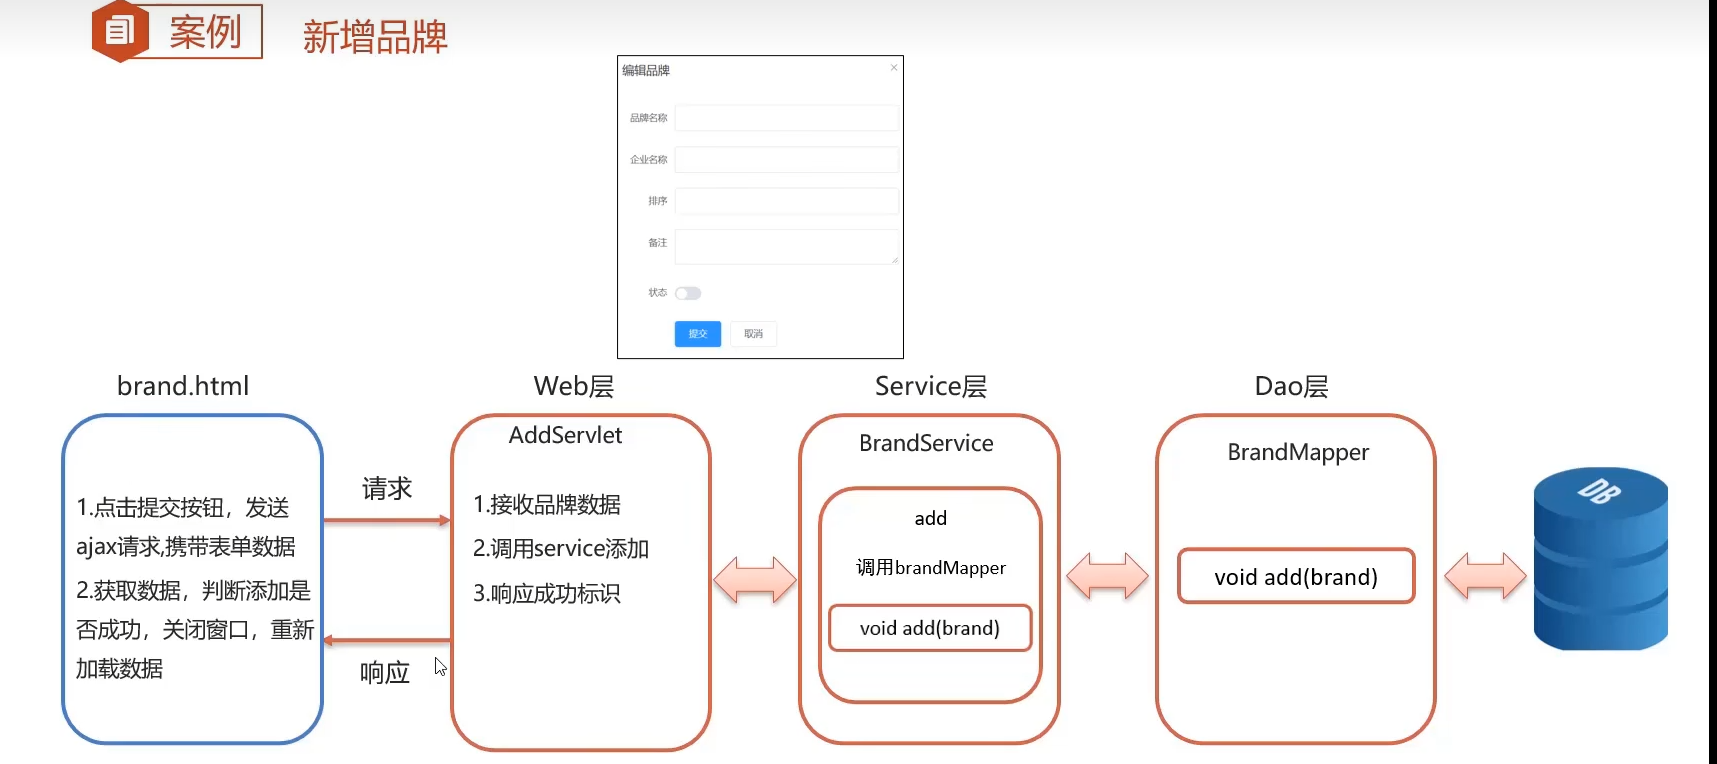 案例
新增品牌
编辑品牌
×
品牌名称
企业名称
排序
备注
状态
提交
取消
brand.html
1.点击提交按钮，发送
ajax请求,携带表单数据
2.获取数据，判断添加是
否成功，关闭窗口，重新
加载数据
请求
响应
Web层
AddServlet
1.接收品牌数据
2.调用service添加
3.响应成功标识
Service层
BrandService
add
调用brandMapper
void add(brand)
Dao层
BrandMapper
void add(brand)
DB